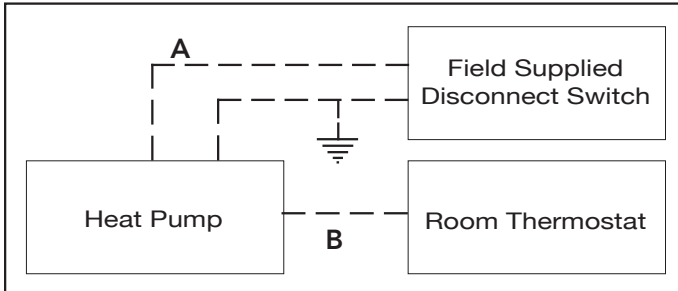 A
Field Supplied
Disconnect Switch
Heat Pump
B
Room Thermostat